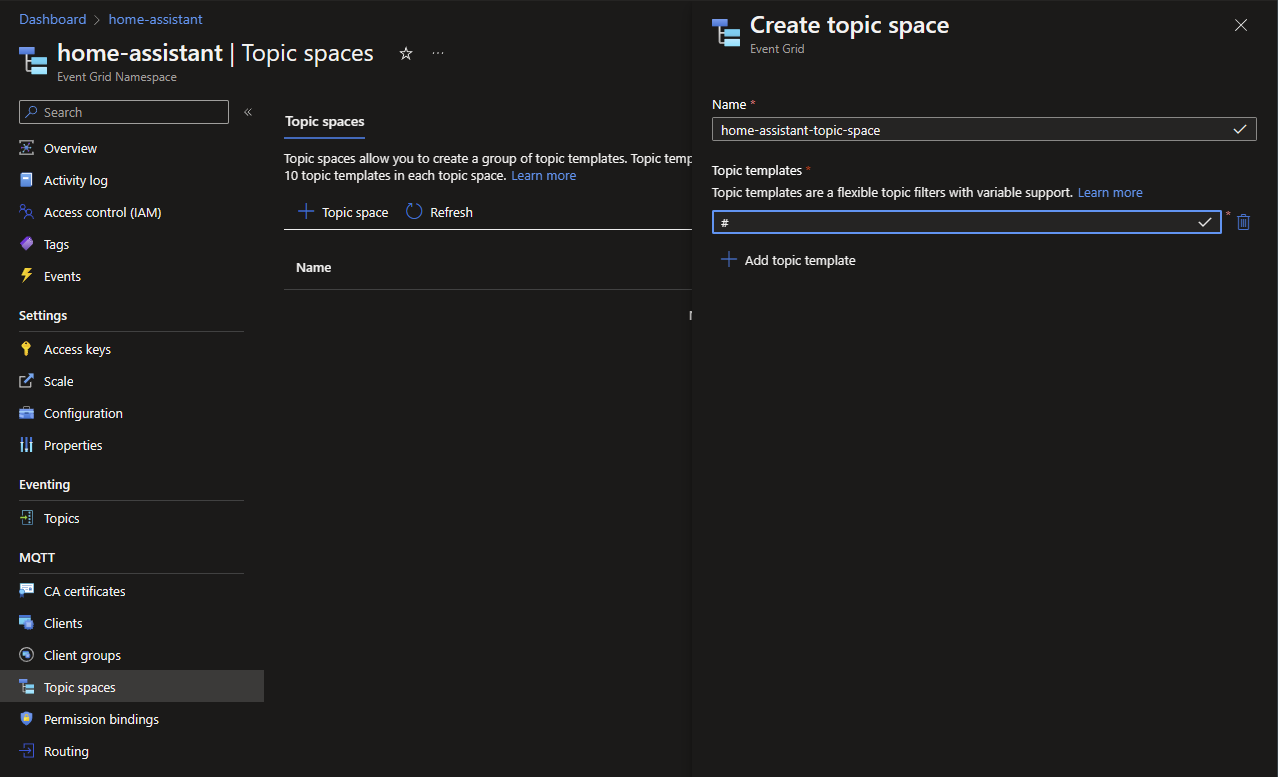 Dashboard > home-assistant
home-assistant | Topic spaces
Event Grid Namespace
Search
Overview
Activity log
Access control (IAM)
Tags
Events
Settings
Access keys
Scale
Configuration
Properties
Eventing
Topics
MQTT
CA certificates
Clients
Client groups
Topic spaces
Permission bindings
Routing
Topic spaces
Topic spaces allow you to create a group of topic templates. Topic temp
10 topic templates in each topic space. Learn more
Topic space Refresh
Name
Create topic space
Event Grid
Name *
home-assistant-topic-space
Topic templates *
Topic templates are a flexible topic filters with variable support. Learn more
# *
Add topic template